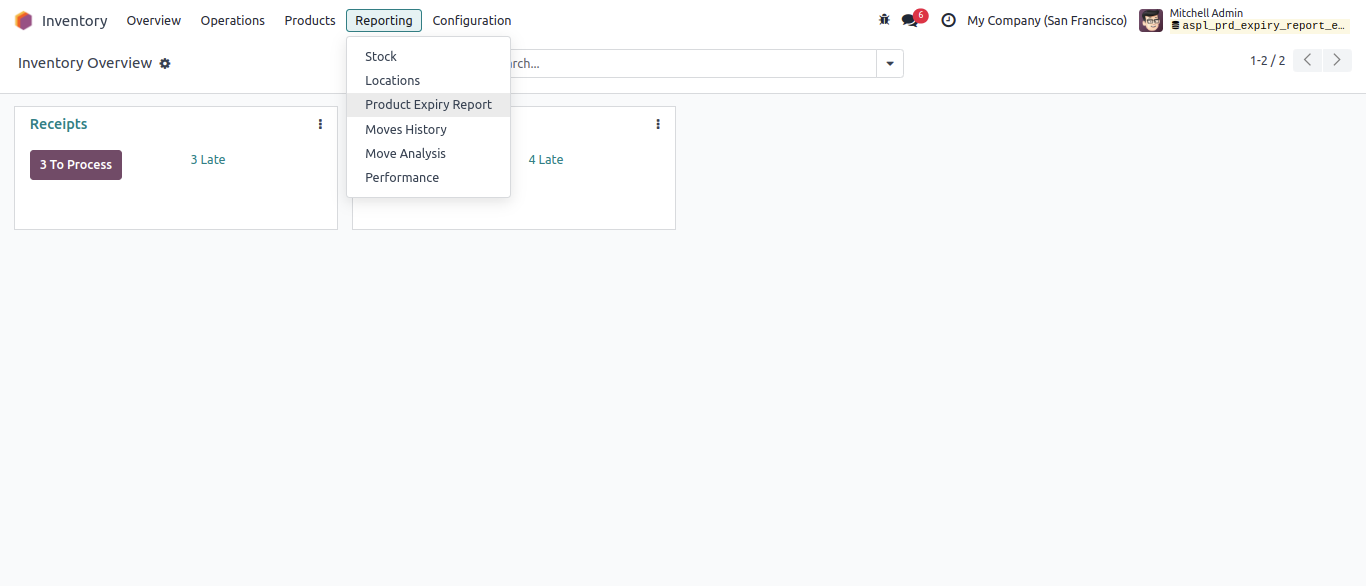 Inventory Overview Operations Products Reporting Configuration 6 My Company (San Francisco) Mitchell Admin
aspl_prd_expiry_report_e...
Inventory Overview
rch...
1-2 / 2
Stock
Locations
Product Expiry Report
Moves History
Move Analysis
Performance
Receipts
3 To Process 3 Late
4 Late